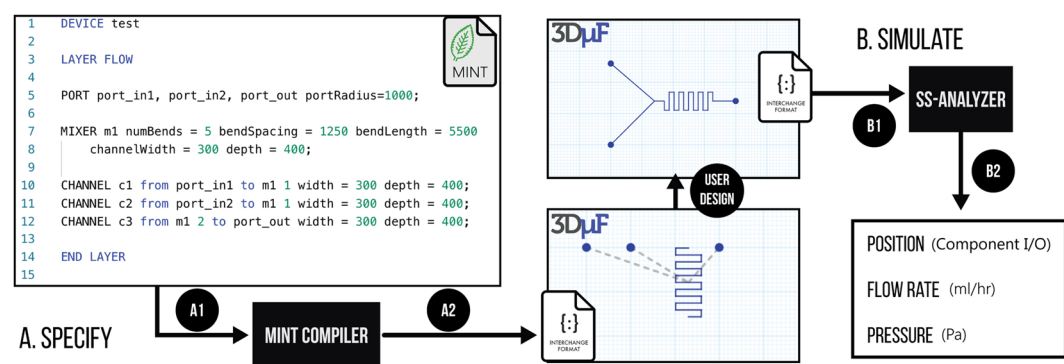 1 DEVICE test
2
3 LAYER FLOW
4
5 PORT port_in1, port_in2, port_out portRadius=1000;
6
7 MIXER m1 numBends = 5 bendSpacing = 1250 bendLength = 5500
8 channelWidth = 300 depth = 400;
9
10 CHANNEL c1 from port_in1 to m1 1 width = 300 depth = 400;
11 CHANNEL c2 from port_in2 to m1 1 width = 300 depth = 400;
12 CHANNEL c3 from m1 2 to port_out width = 300 depth = 400;
13
14 END LAYER
15
MINT
A. SPECIFY
A1
MINT COMPILER
A2
3DμF
{:}
INTERCHANGE
FORMAT
USER
DESIGN
3DμF
{:}
INTERCHANGE
FORMAT
B. SIMULATE
B1
SS-ANALYZER
B2
POSITION (Component I/O)
FLOW RATE (ml/hr)
PRESSURE (Pa)